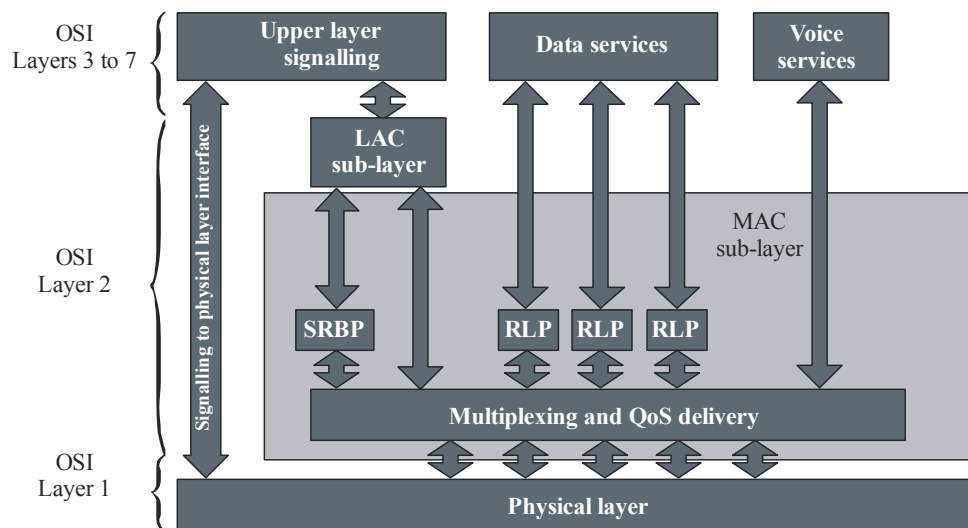 OSI
Layers 3 to 7
Upper layer
signalling
Data services
Voice
services
LAC
sub-layer
Signalling to physical layer interface
MAC
sub-layer
OSI
Layer 2
SRBP
RLP
RLP
RLP
Multiplexing and QoS delivery
OSI
Layer 1
Physical layer